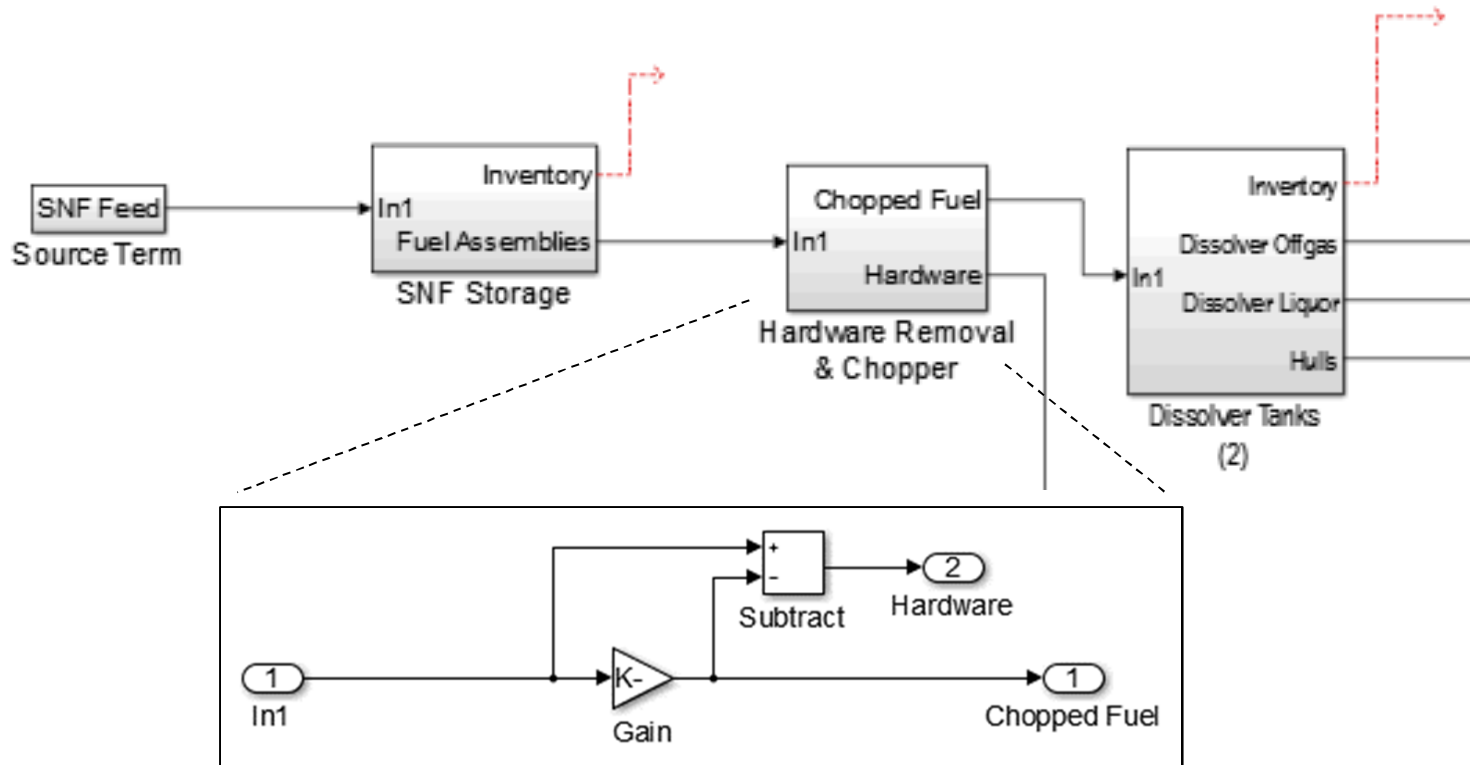 SNF Feed
Source Term
Inventory
In1
Fuel Assemblies
SNF Storage
Chopped Fuel
In1
Hardware
Hardware Removal
& Chopper
Inventory
Dissolver Offgas
In1
Dissolver Liquor
Hulls
Dissolver Tanks
(2)
+
-
Subtract
2
Hardware
1
In1
K-
Gain
1
Chopped Fuel